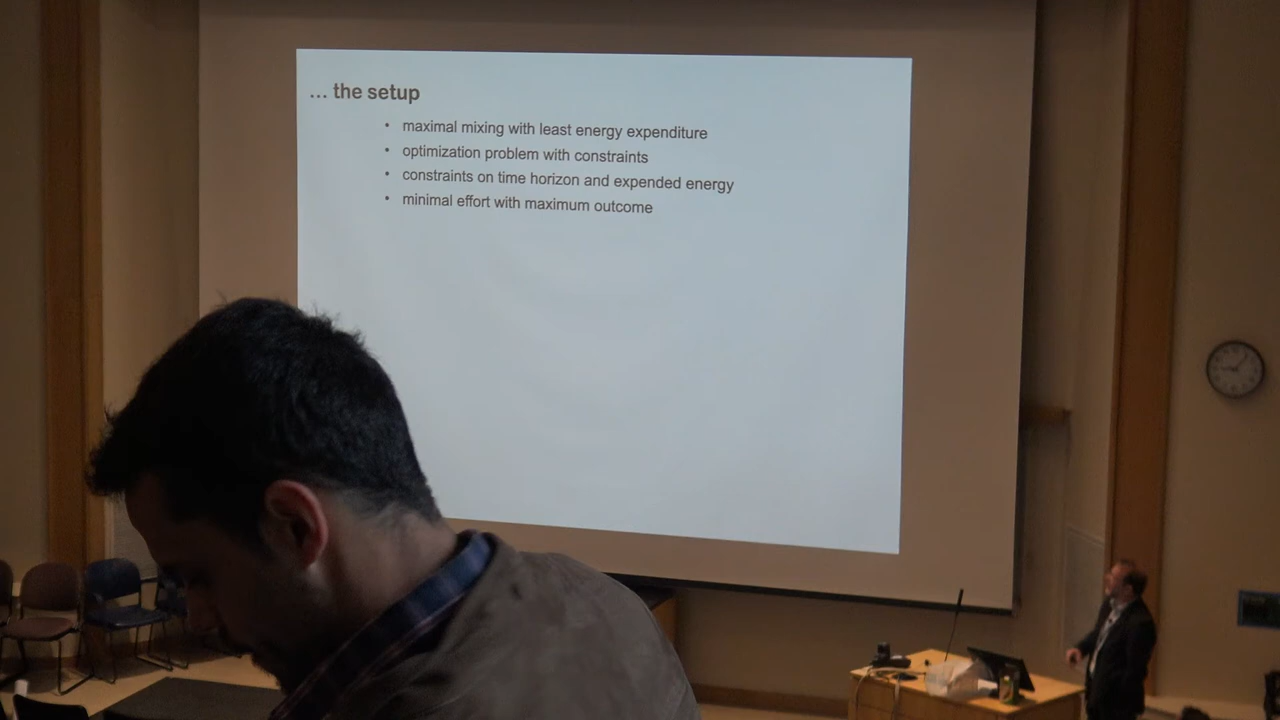 ... the setup
• maximal mixing with least energy expenditure
• optimization problem with constraints
• constraints on time horizon and expended energy
• minimal effort with maximum outcome